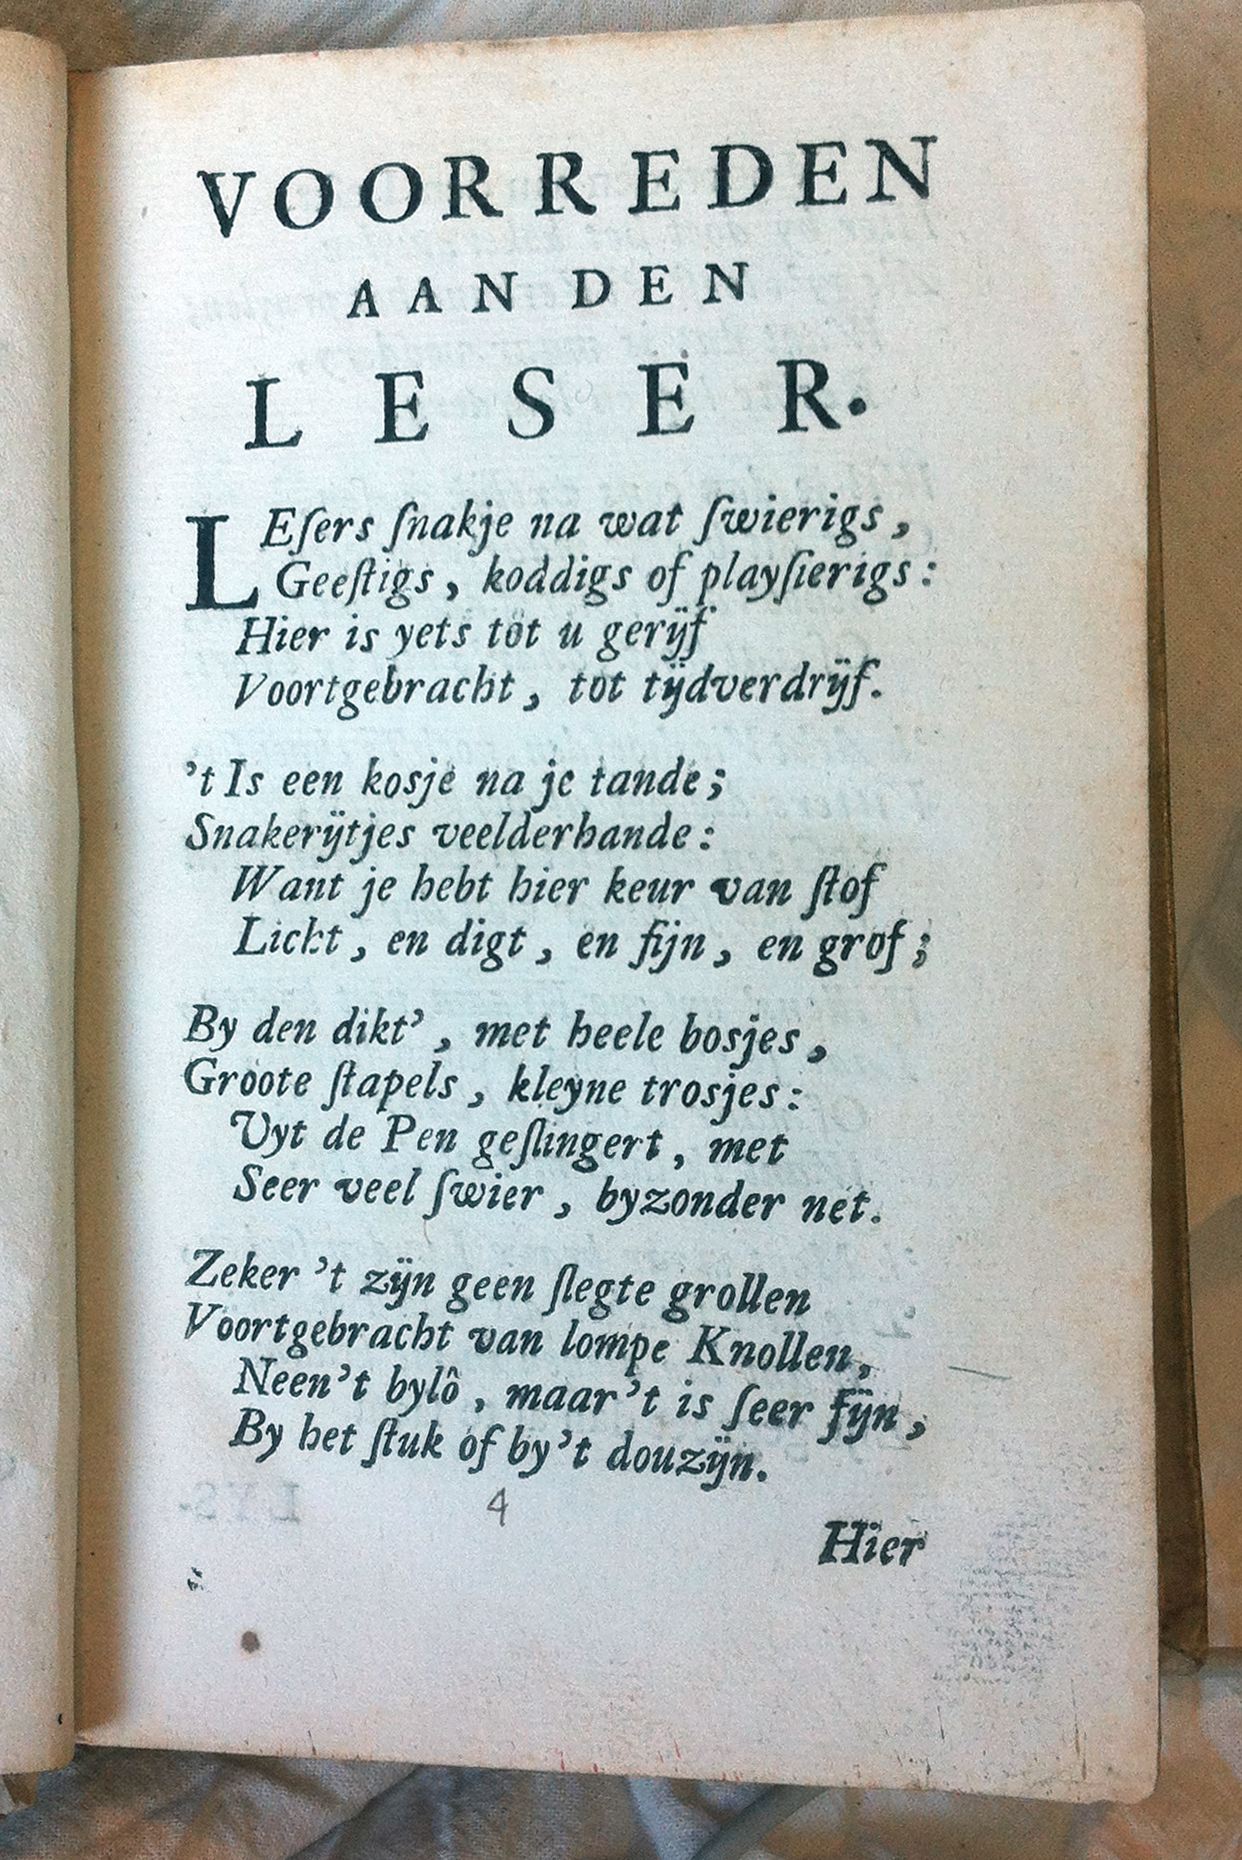 VOORREDEN
AAN DEN
LESER.
LEſers ſnakje na wat ſwierigs,
Geeſtigs, koddigs of playſierigs:
Hier is yets tot u gerÿf
Voortgebracht, tot tÿdverdrÿf.
't Is een kosje na je tande;
Snakerÿtjes veelderhande:
Want je hebt hier keur van ſtof
Licht, en digt, en fijn, en grof;
By den dikt', met heele bosjes,
Groote ſtapels, kleyne trosjes:
Uyt de Pen geſlingert, met
Seer veel ſwier, byzonder net.
Zeker 't zÿn geen ſlegte grollen
Voortgebracht van lompe Knollen,
Neen't bylô, maar't is ſeer fÿn,
By het ſtuk of by't douzÿn.
4
Hier